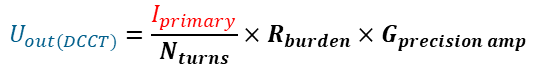 U_out(DCCT) = I_primary / N_turns × R_burden × G_precision amp